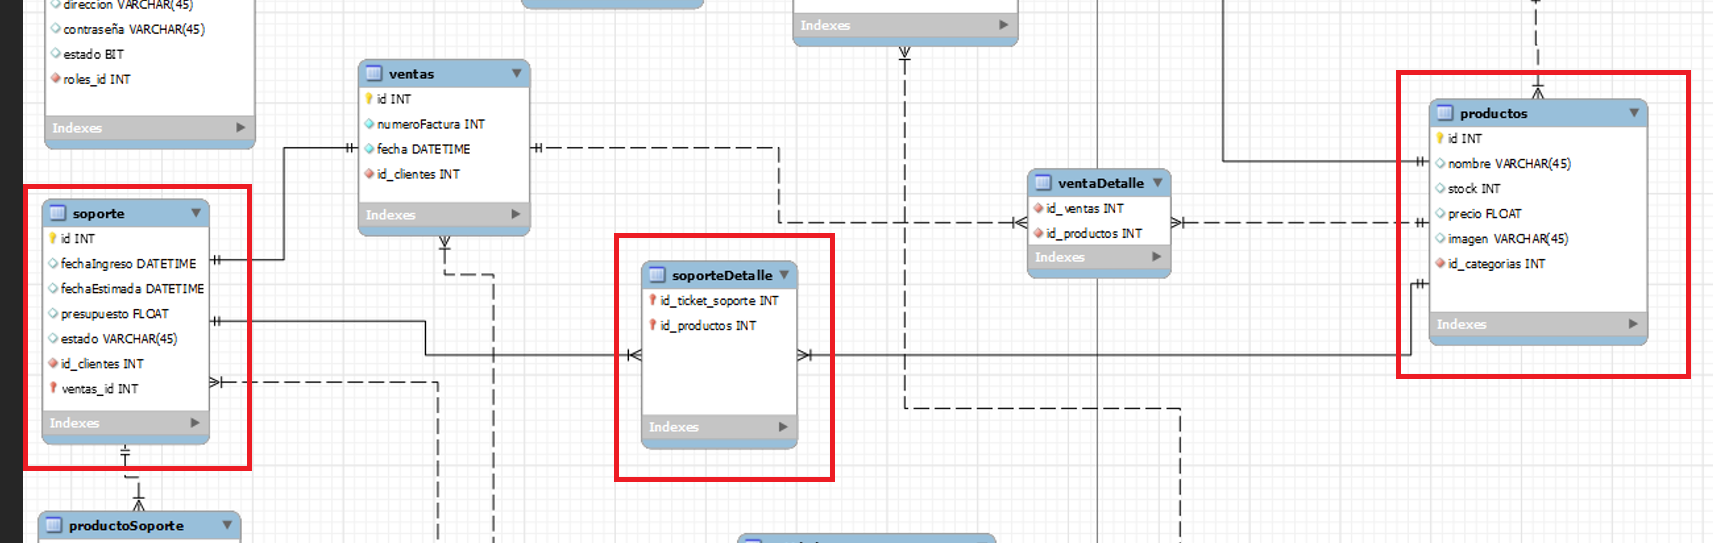 direccion VARCHAR(45)
contraseña VARCHAR(45)
estado BIT
roles_id INT
Indexes
ventas
id INT
numeroFactura INT
fecha DATETIME
id_clientes INT
Indexes
Indexes
productos
id INT
nombre VARCHAR(45)
stock INT
precio FLOAT
imagen VARCHAR(45)
id_categorias INT
Indexes
ventaDetalle
id_ventas INT
id_productos INT
Indexes
soporte
id INT
fechaIngreso DATETIME
fechaEstimada DATETIME
presupuesto FLOAT
estado VARCHAR(45)
id_clientes INT
ventas_id INT
Indexes
soporteDetalle
id_ticket_soporte INT
id_productos INT
Indexes
productoSoporte